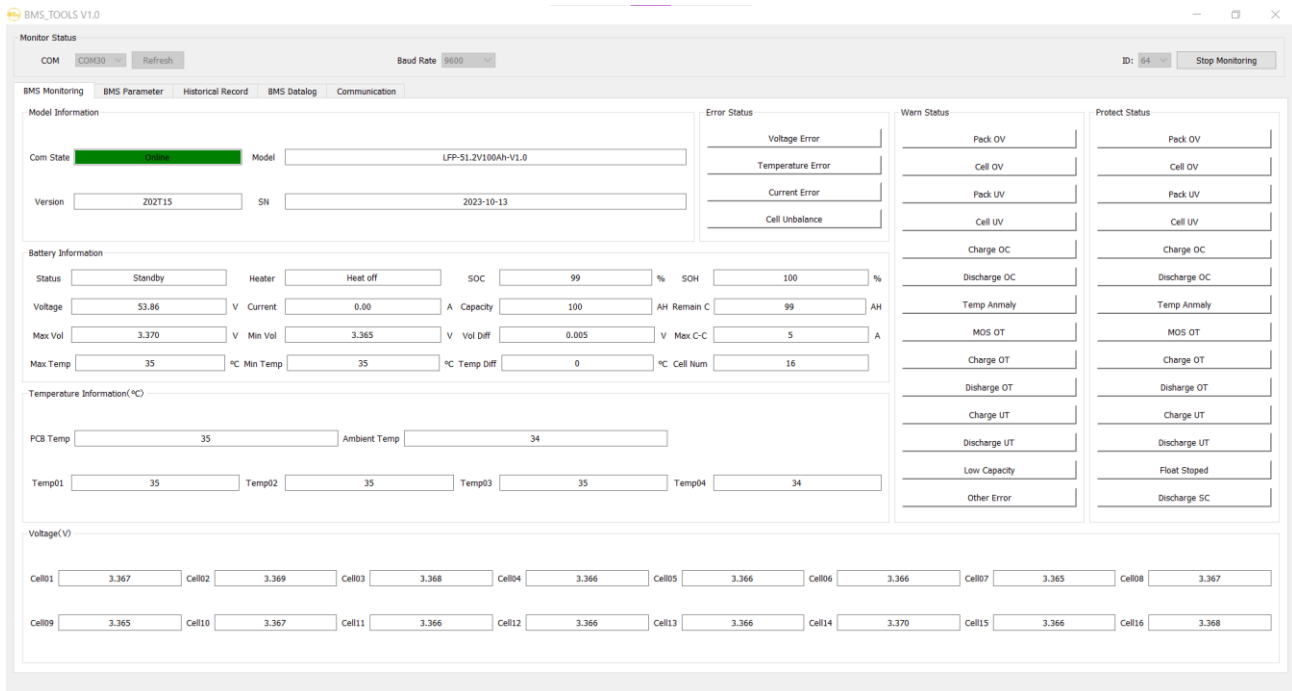 BMS_TOOLS V1.0
Monitor Status
COM COM30 Refresh Baud Rate 9600 ID: 64 Stop Monitoring
BMS Monitoring BMS Parameter Historical Record BMS Datalog Communication
Model Information
Com State Online Model LFP-51.2V100Ah-V1.0
Version Z02T15 SN 2023-10-13
Error Status
Voltage Error
Temperature Error
Current Error
Cell Unbalance
Warn Status
Pack OV
Cell OV
Pack UV
Cell UV
Charge OC
Discharge OC
Temp Anmaly
MOS OT
Charge OT
Disharge OT
Charge UT
Discharge UT
Low Capacity
Other Error
Protect Status
Pack OV
Cell OV
Pack UV
Cell UV
Charge OC
Discharge OC
Temp Anmaly
MOS OT
Charge OT
Disharge OT
Charge UT
Discharge UT
Float Stoped
Discharge SC
Battery Information
Status Standby Heater Heat off SOC 99 % SOH 100 %
Voltage 53.86 V Current 0.00 A Capacity 100 AH Remain C 99 AH
Max Vol 3.370 V Min Vol 3.365 V Vol Diff 0.005 V Max C-C 5 A
Max Temp 35 ºC Min Temp 35 ºC Temp Diff 0 ºC Cell Num 16
Temperature Information(ºC)
PCB Temp 35 Ambient Temp 34
Temp01 35 Temp02 35 Temp03 35 Temp04 34
Voltage(V)
Cell01 3.367 Cell02 3.369 Cell03 3.368 Cell04 3.366 Cell05 3.366 Cell06 3.366 Cell07 3.365 Cell08 3.367
Cell09 3.365 Cell10 3.367 Cell11 3.366 Cell12 3.366 Cell13 3.366 Cell14 3.370 Cell15 3.366 Cell16 3.368